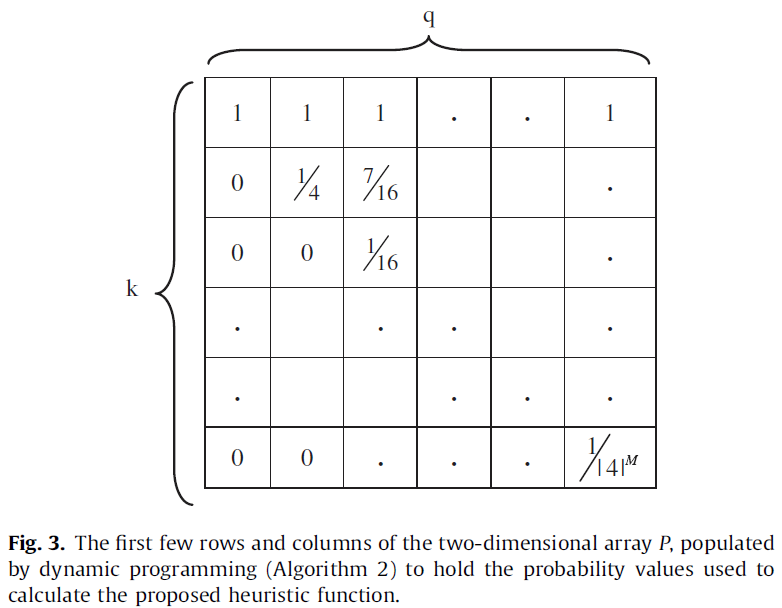 q
k
1 1 1 . . 1
0 1/4 7/16 .
0 0 1/16 .
. . . .
. . . .
0 0 . . . 1/|4|^M
Fig. 3. The first few rows and columns of the two-dimensional array P, populated
by dynamic programming (Algorithm 2) to hold the probability values used to
calculate the proposed heuristic function.